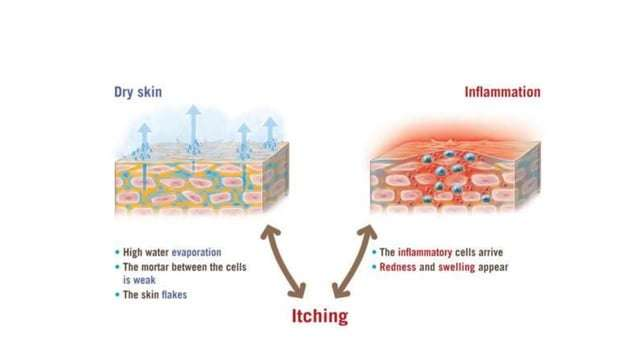 Dry skin
Inflammation
• High water evaporation
• The mortar between the cells
is weak
• The skin flakes
• The inflammatory cells arrive
• Redness and swelling appear
Itching